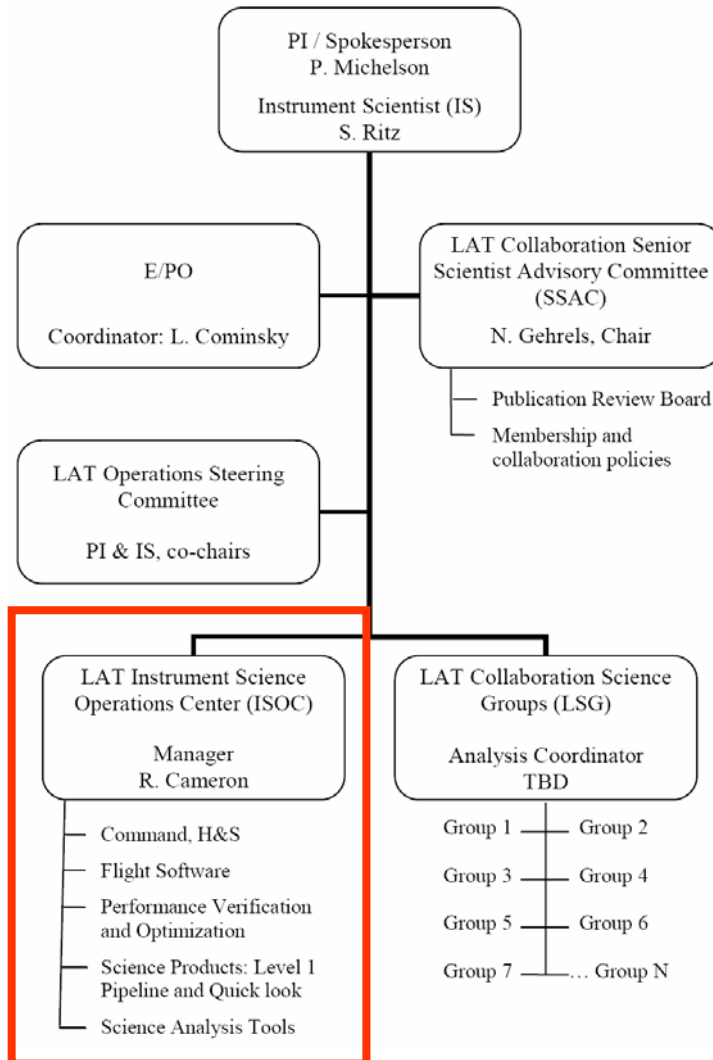 PI / Spokesperson
P. Michelson
Instrument Scientist (IS)
S. Ritz
E/PO
Coordinator: L. Cominsky
LAT Collaboration Senior
Scientist Advisory Committee
(SSAC)
N. Gehrels, Chair
Publication Review Board
Membership and
collaboration policies
LAT Operations Steering
Committee
PI & IS, co-chairs
LAT Instrument Science
Operations Center (ISOC)
Manager
R. Cameron
Command, H&S
Flight Software
Performance Verification
and Optimization
Science Products: Level 1
Pipeline and Quick look
Science Analysis Tools
LAT Collaboration Science
Groups (LSG)
Analysis Coordinator
TBD
Group 1 Group 2
Group 3 Group 4
Group 5 Group 6
Group 7 … Group N